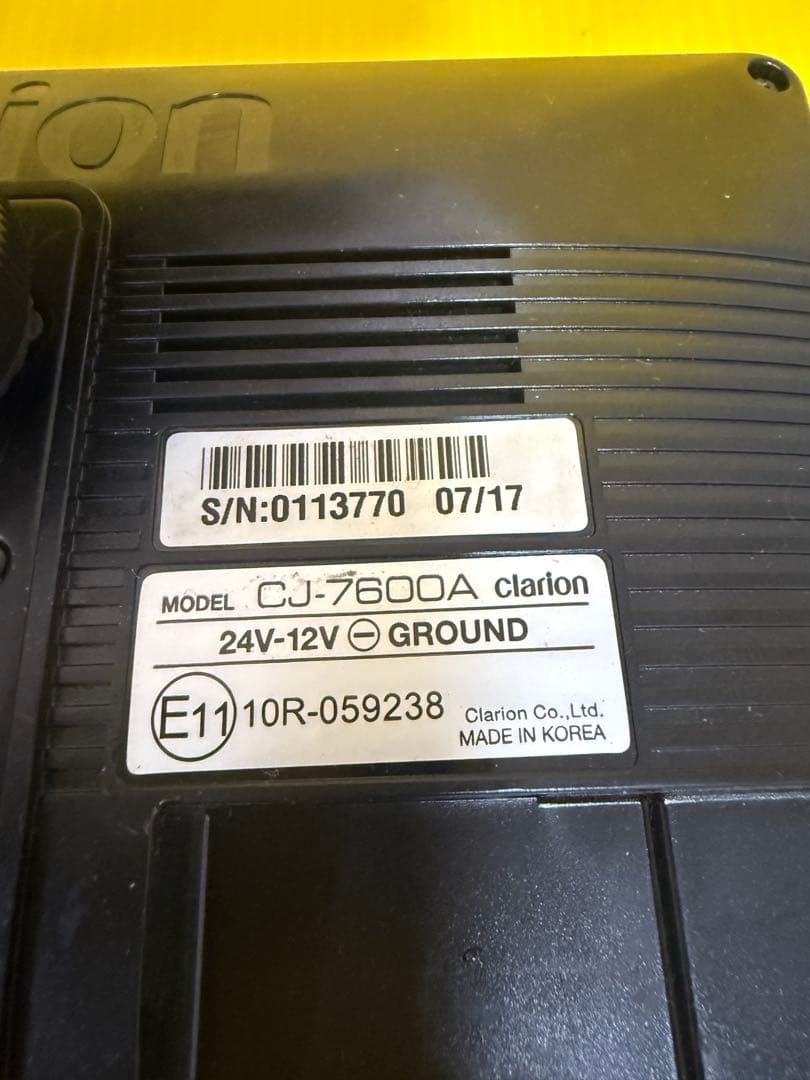 ion
S/N:0113770 07/17
MODEL CJ-7600A Clarion
24V-12V ⊖ GROUND
E11 10R-059238 Clarion Co.,Ltd.
MADE IN KOREA